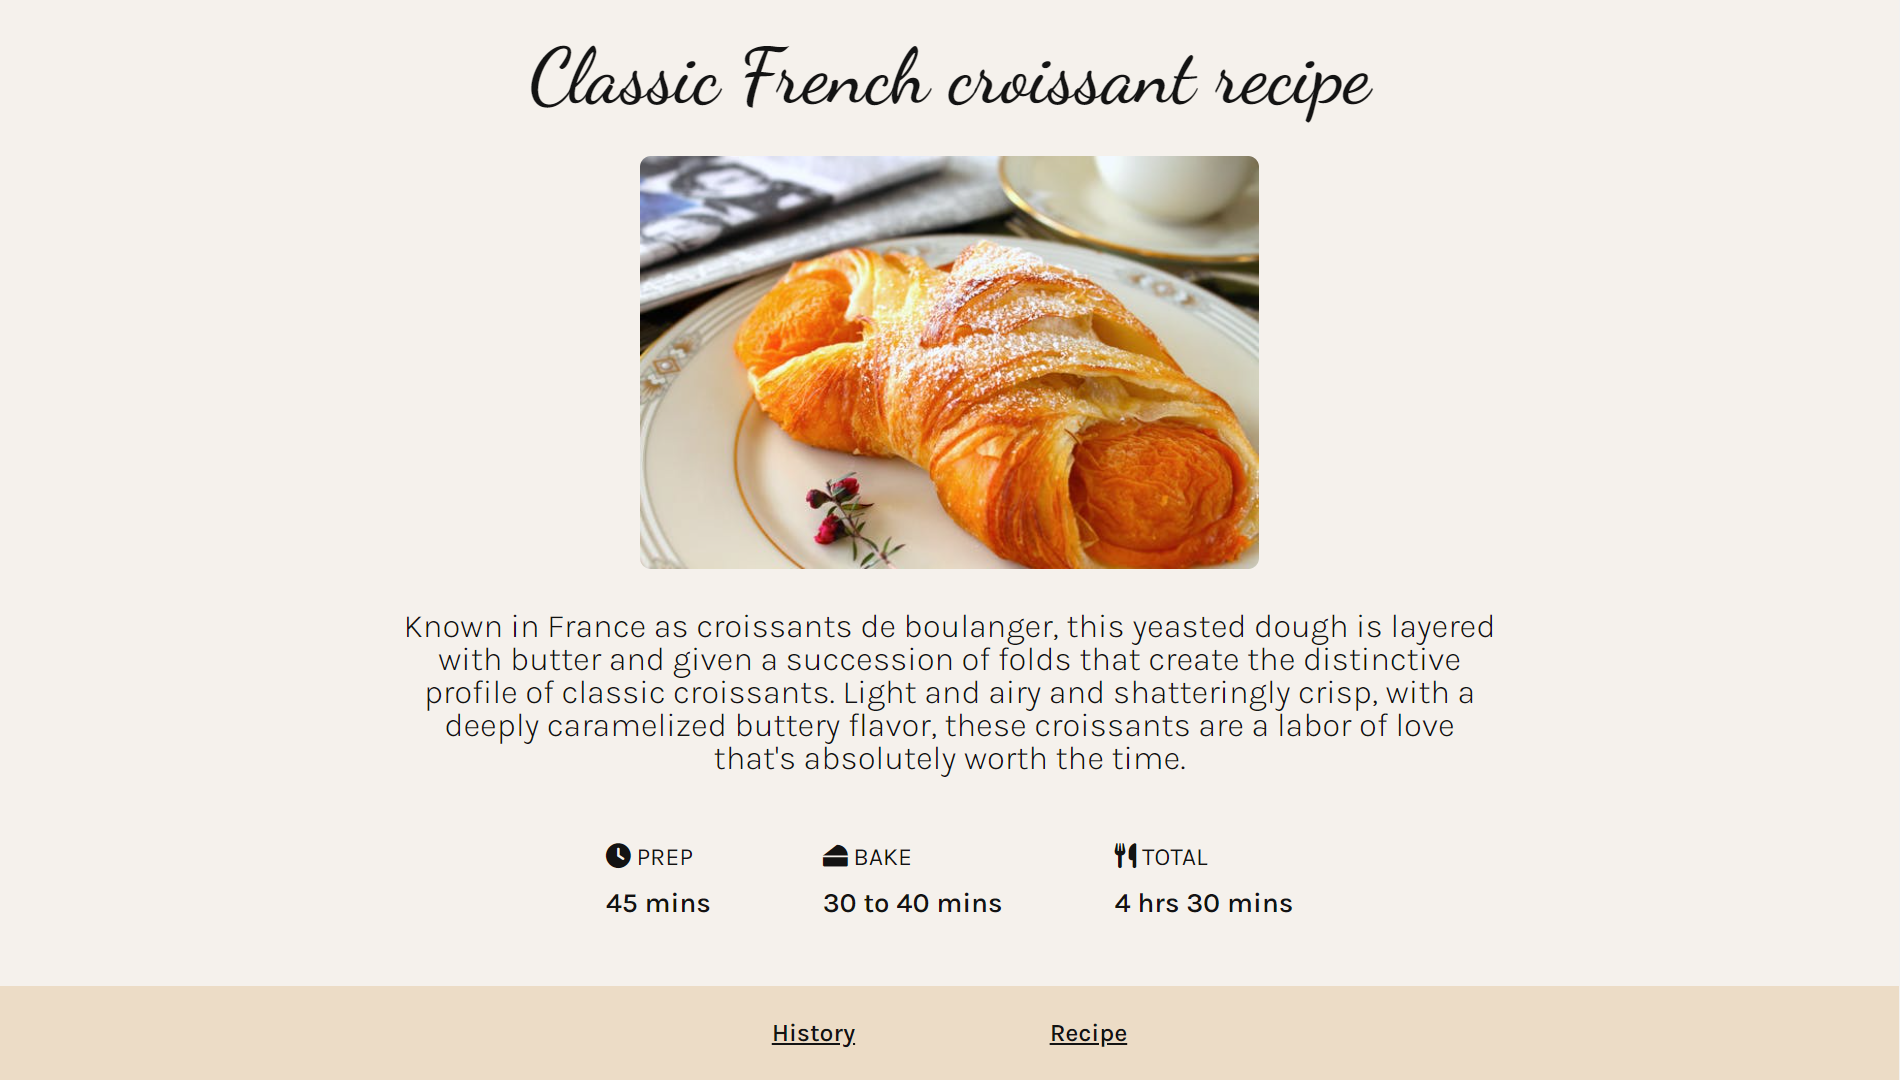 Classic French croissant recipe
Known in France as croissants de boulanger, this yeasted dough is layered
with butter and given a succession of folds that create the distinctive
profile of classic croissants. Light and airy and shatteringly crisp, with a
deeply caramelized buttery flavor, these croissants are a labor of love
that's absolutely worth the time.
PREP
45 mins
BAKE
30 to 40 mins
TOTAL
4 hrs 30 mins
History
Recipe